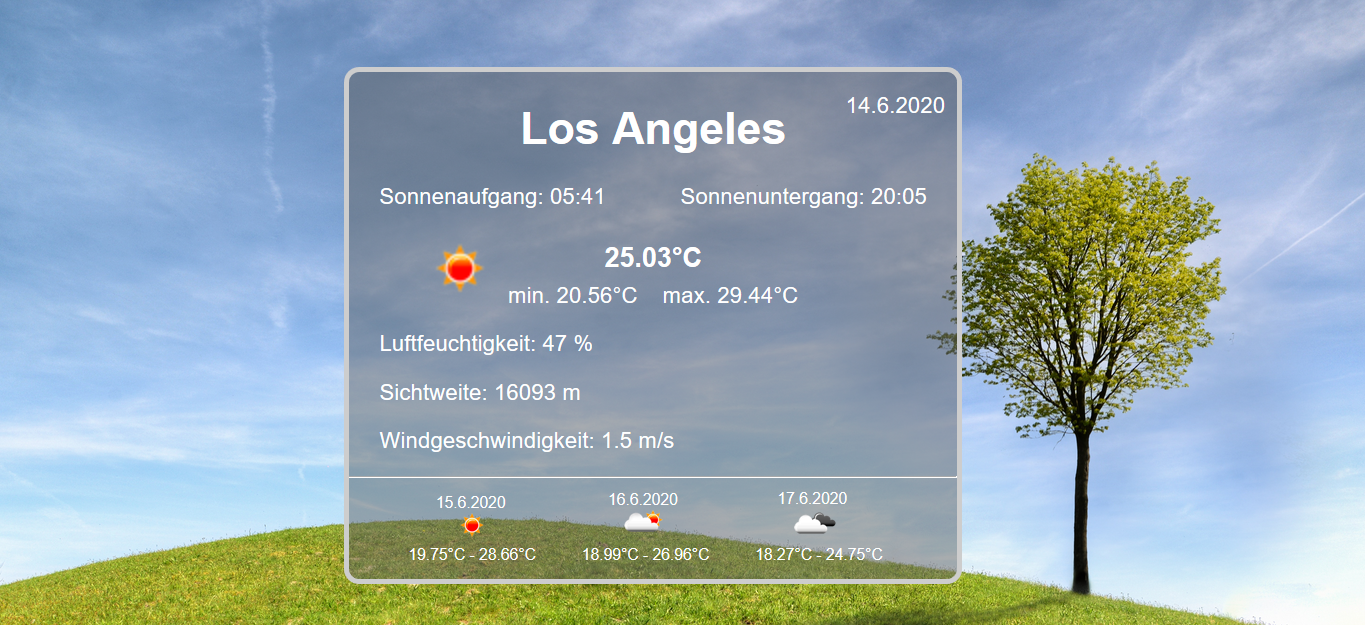 14.6.2020
Los Angeles
Sonnenaufgang: 05:41 Sonnenuntergang: 20:05
25.03°C
min. 20.56°C max. 29.44°C
Luftfeuchtigkeit: 47 %
Sichtweite: 16093 m
Windgeschwindigkeit: 1.5 m/s
15.6.2020 16.6.2020 17.6.2020
19.75°C - 28.66°C 18.99°C - 26.96°C 18.27°C - 24.75°C